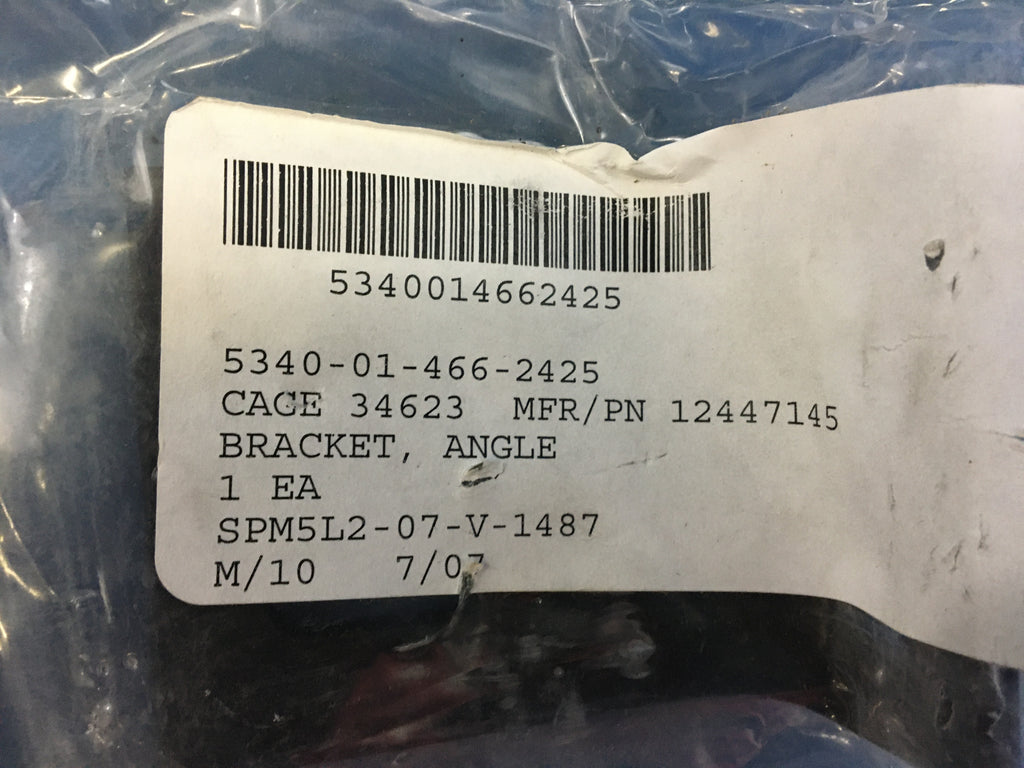 5340014662425
5340-01-466-2425
CAGE 34623 MFR/PN 12447145
BRACKET, ANGLE
1 EA
SPM5L2-07-V-1487
M/10 7/07